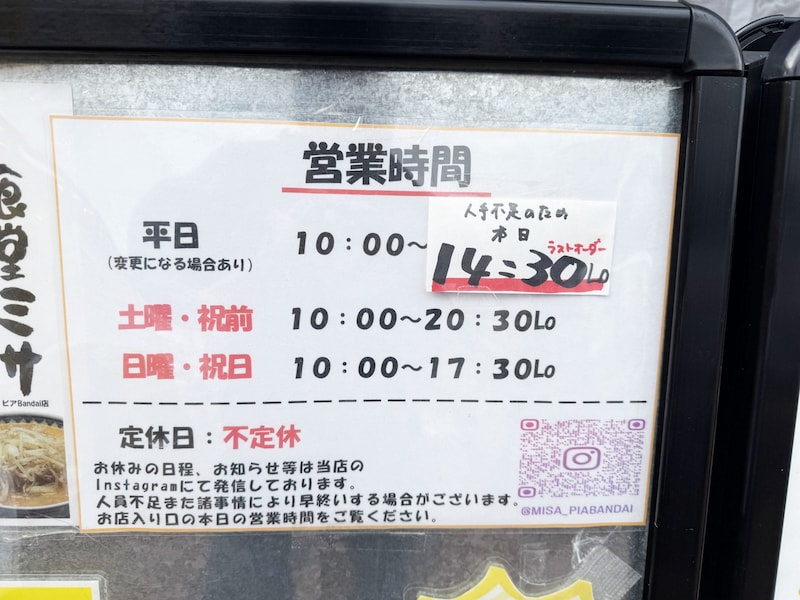 食堂ミサ
ピアBandai店
営業時間
平日
(変更になる場合あり)
10：00～
人手不足のため
本日
ラストオーダー
14:30LO
土曜・祝前 10：00～20：30Lo
日曜・祝日 10：00～17：30Lo
定休日：不定休
お休みの日程、お知らせ等は当店の
Instagramにて発信しております。
人員不足また諸事情により早終いする場合がございます。
お店入り口の本日の営業時間をご覧ください。
@MISA_PIABANDAI